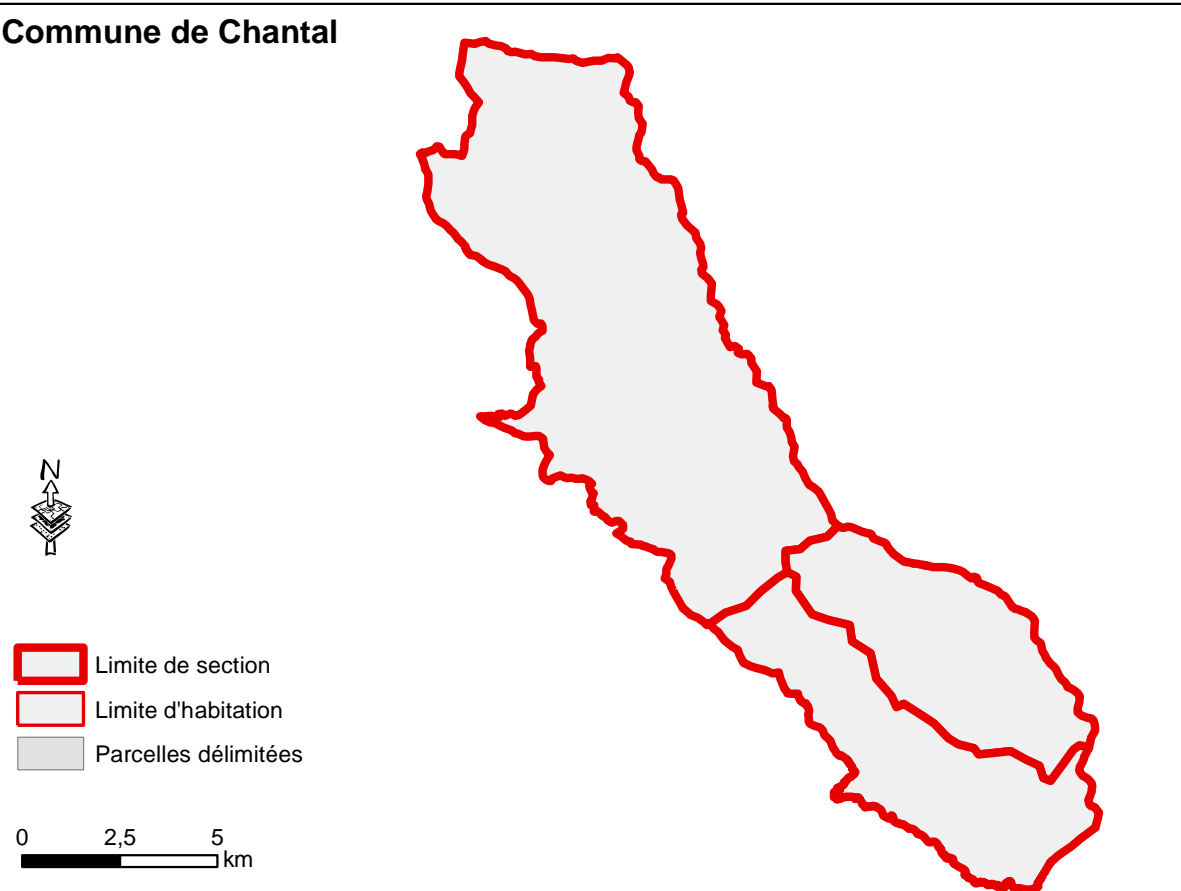 Commune de Chantal
N
Limite de section
Limite d'habitation
Parcelles délimitées
0 2,5 5
km